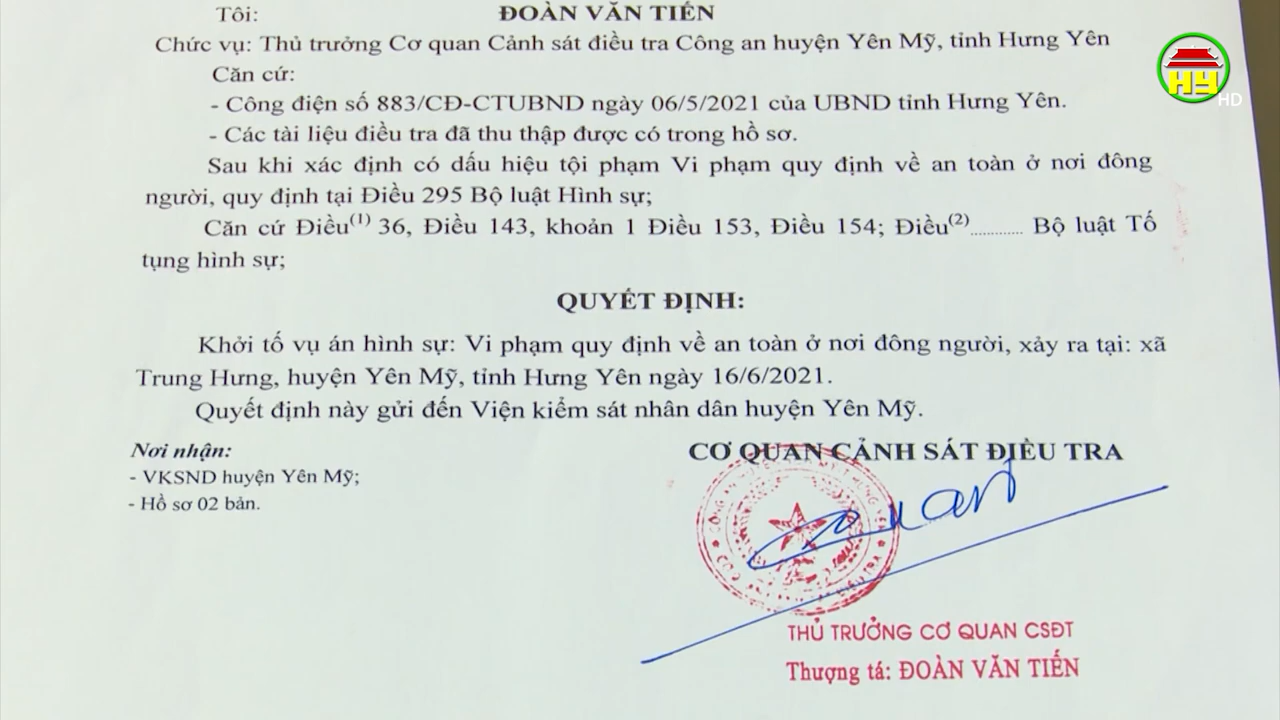 Tôi: ĐOÀN VĂN TIẾN
Chức vụ: Thủ trưởng Cơ quan Cảnh sát điều tra Công an huyện Yên Mỹ, tỉnh Hưng Yên
Căn cứ:
- Công điện số 883/CĐ-CTUBND ngày 06/5/2021 của UBND tỉnh Hưng Yên.
- Các tài liệu điều tra đã thu thập được có trong hồ sơ.
Sau khi xác định có dấu hiệu tội phạm Vi phạm quy định về an toàn ở nơi đông
người, quy định tại Điều 295 Bộ luật Hình sự;
Căn cứ Điều(1) 36, Điều 143, khoản 1 Điều 153, Điều 154; Điều(2)............ Bộ luật Tố
tụng hình sự;
QUYẾT ĐỊNH:
Khởi tố vụ án hình sự: Vi phạm quy định về an toàn ở nơi đông người, xảy ra tại: xã
Trung Hưng, huyện Yên Mỹ, tỉnh Hưng Yên ngày 16/6/2021.
Quyết định này gửi đến Viện kiểm sát nhân dân huyện Yên Mỹ.
Nơi nhận:
- VKSND huyện Yên Mỹ;
- Hồ sơ 02 bản.
CƠ QUAN CẢNH SÁT ĐIỀU TRA
THỦ TRƯỞNG CƠ QUAN CSĐT
Thượng tá: ĐOÀN VĂN TIẾN
HY
HD